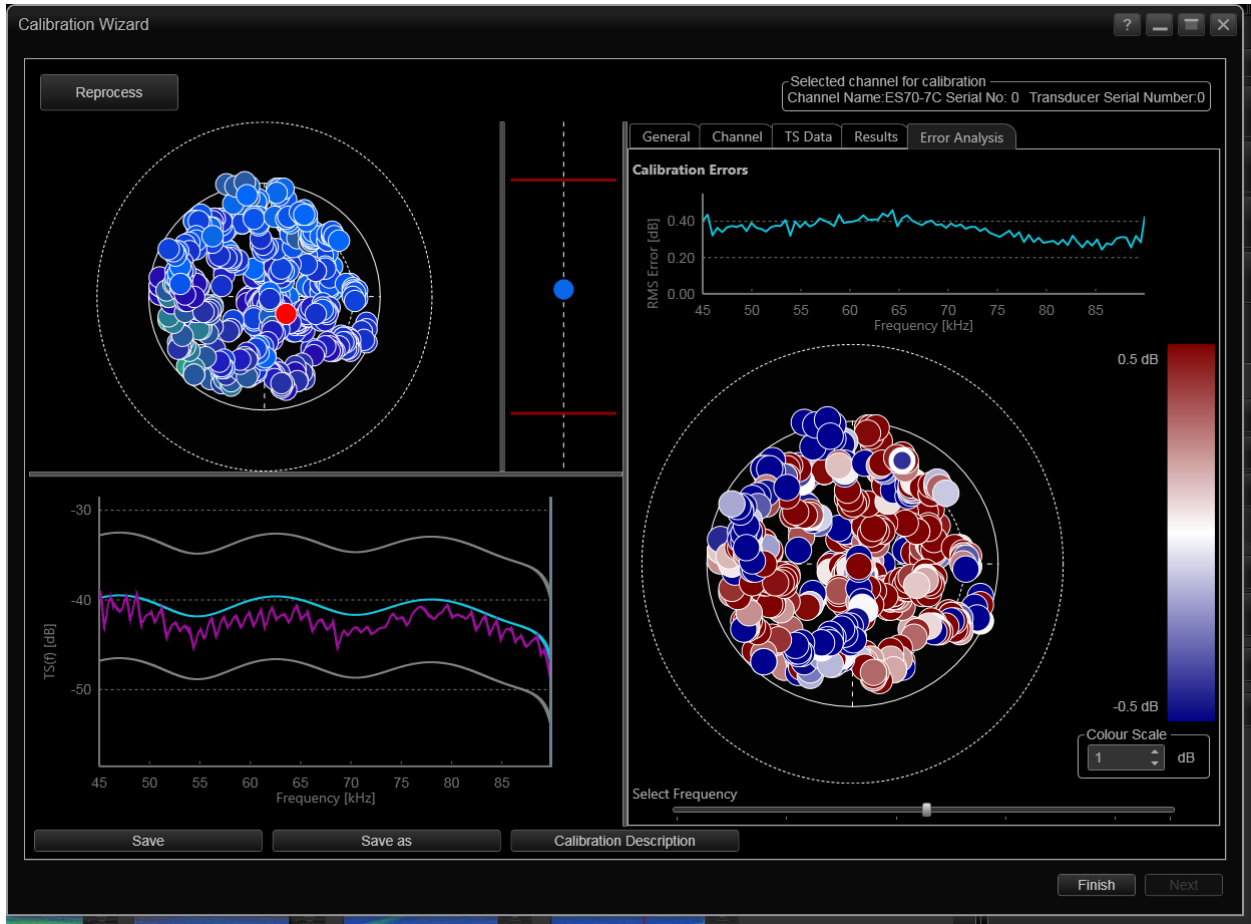 Calibration Wizard
?
Reprocess
Selected channel for calibration
Channel Name:ES70-7C Serial No: 0 Transducer Serial Number:0
General Channel TS Data Results Error Analysis
Calibration Errors
RMS Error [dB]
0.40
0.20
0.00
45 50 55 60 65 70 75 80 85
Frequency [kHz]
0.5 dB
-0.5 dB
Colour Scale
1 dB
Select Frequency
TS(f) [dB]
-30
-40
-50
45 50 55 60 65 70 75 80 85
Frequency [kHz]
Save Save as Calibration Description
Finish Next